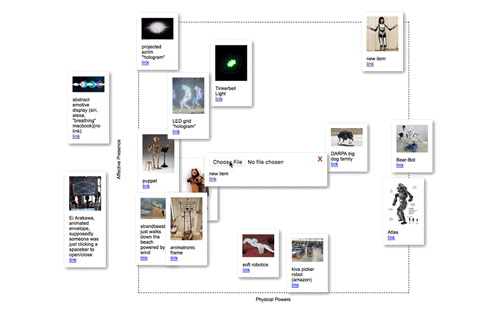 projected
scrim
"hologram"
link
new item
link
abstract
emotive
display (siri,
alexa,
"breathing"
macbook)(no
link)
link
Tinkerbell
Light
link
LED grid
"hologram"
link
Affective Presence
Choose File No file chosen
X
new item
link
DARPA big
dog family
link
Bear-Bot
link
puppet
link
Ei Arakawa,
animated
envelope,
supposedly
someone was
just clicking a
spacebar to
open/close
link
strandbeest
just walks
down the
beach
powered by
wind
link
animatronic
frame
link
Atlas
link
soft robotics
link
kiva picker
robot
(amazon)
link
Physical Powers